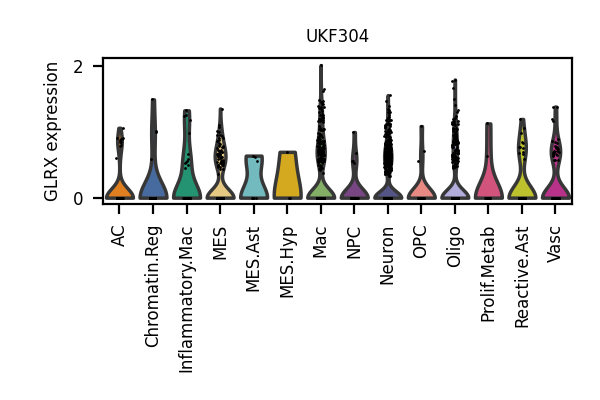 UKF304
GLRX expression
2
0
AC
Chromatin.Reg
Inflammatory.Mac
MES
MES.Ast
MES.Hyp
Mac
NPC
Neuron
OPC
Oligo
Prolif.Metab
Reactive.Ast
Vasc